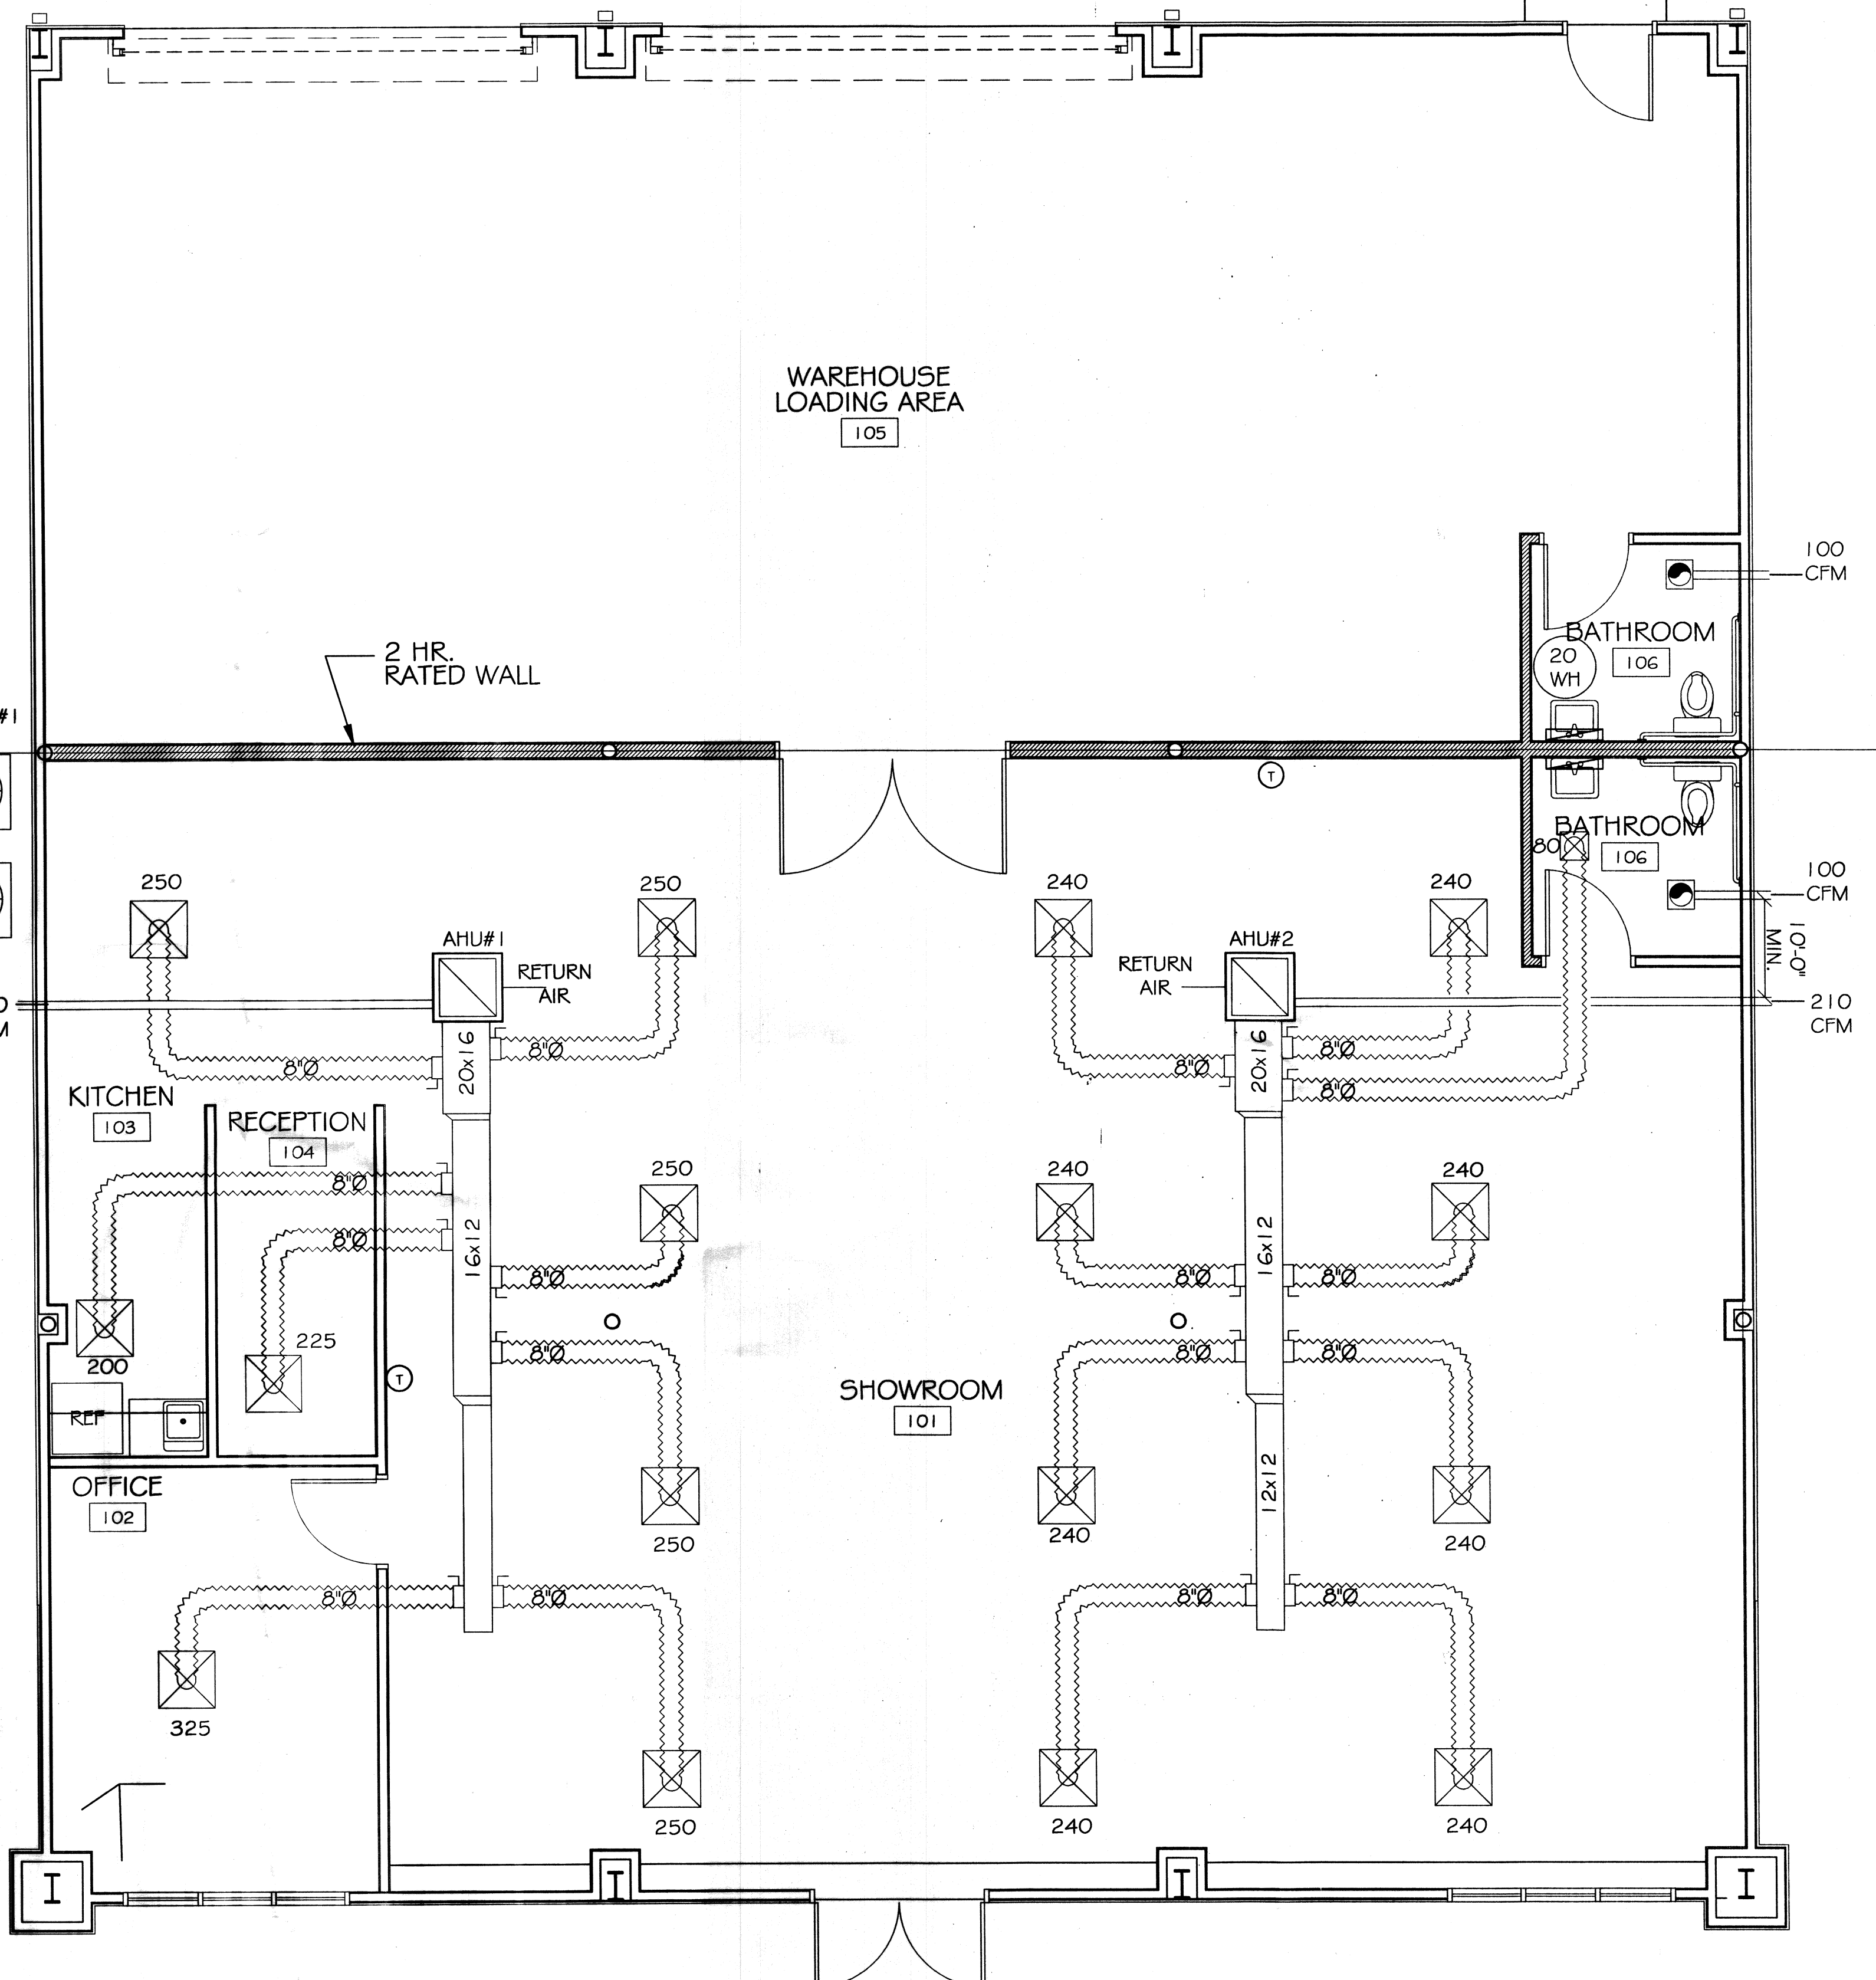 WAREHOUSE
LOADING AREA
105
100
CFM
2 HR.
RATED WALL
BATHROOM
106
20
WH
#1
T
BATHROOM
106
80
100
CFM
10'-0"
MIN.
210
CFM
250
250
240
240
AHU#1
RETURN
AIR
AHU#2
RETURN
AIR
20x16
8"Ø
8"Ø
20x16
8"Ø
8"Ø
8"Ø
KITCHEN
103
RECEPTION
104
8"Ø
8"Ø
250
240
240
16x12
8"Ø
8"Ø
16x12
8"Ø
8"Ø
8"Ø
8"Ø
8"Ø
200
225
T
REF
SHOWROOM
101
OFFICE
102
250
240
12x12
240
8"Ø
8"Ø
8"Ø
8"Ø
325
250
240
240